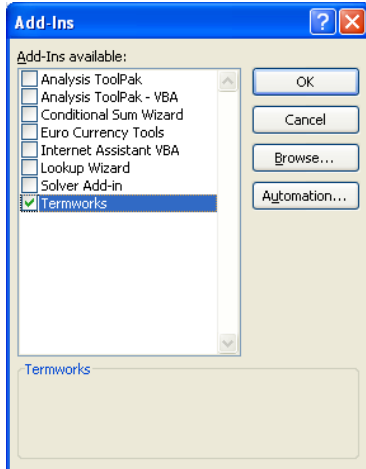 Add-Ins
Add-Ins available:
Analysis ToolPak
Analysis ToolPak - VBA
Conditional Sum Wizard
Euro Currency Tools
Internet Assistant VBA
Lookup Wizard
Solver Add-in
Termworks
OK
Cancel
Browse...
Automation...
Termworks